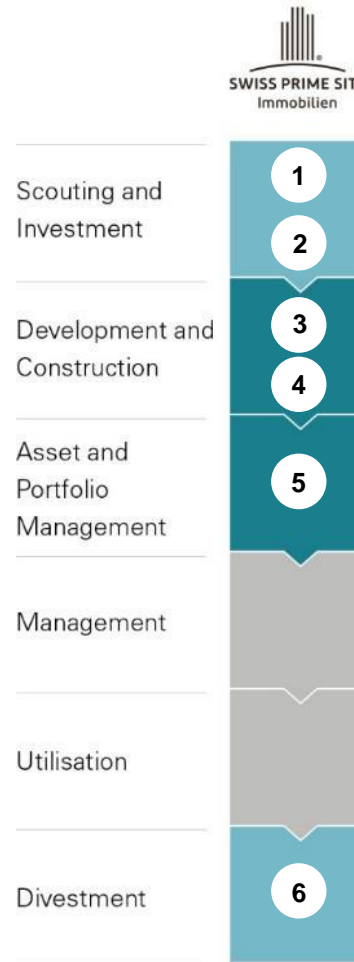 SWISS PRIME SIT
Immobilien
Scouting and
Investment
1
2
Development and
Construction
3
4
Asset and
Portfolio
Management
5
Management
Utilisation
Divestment
6